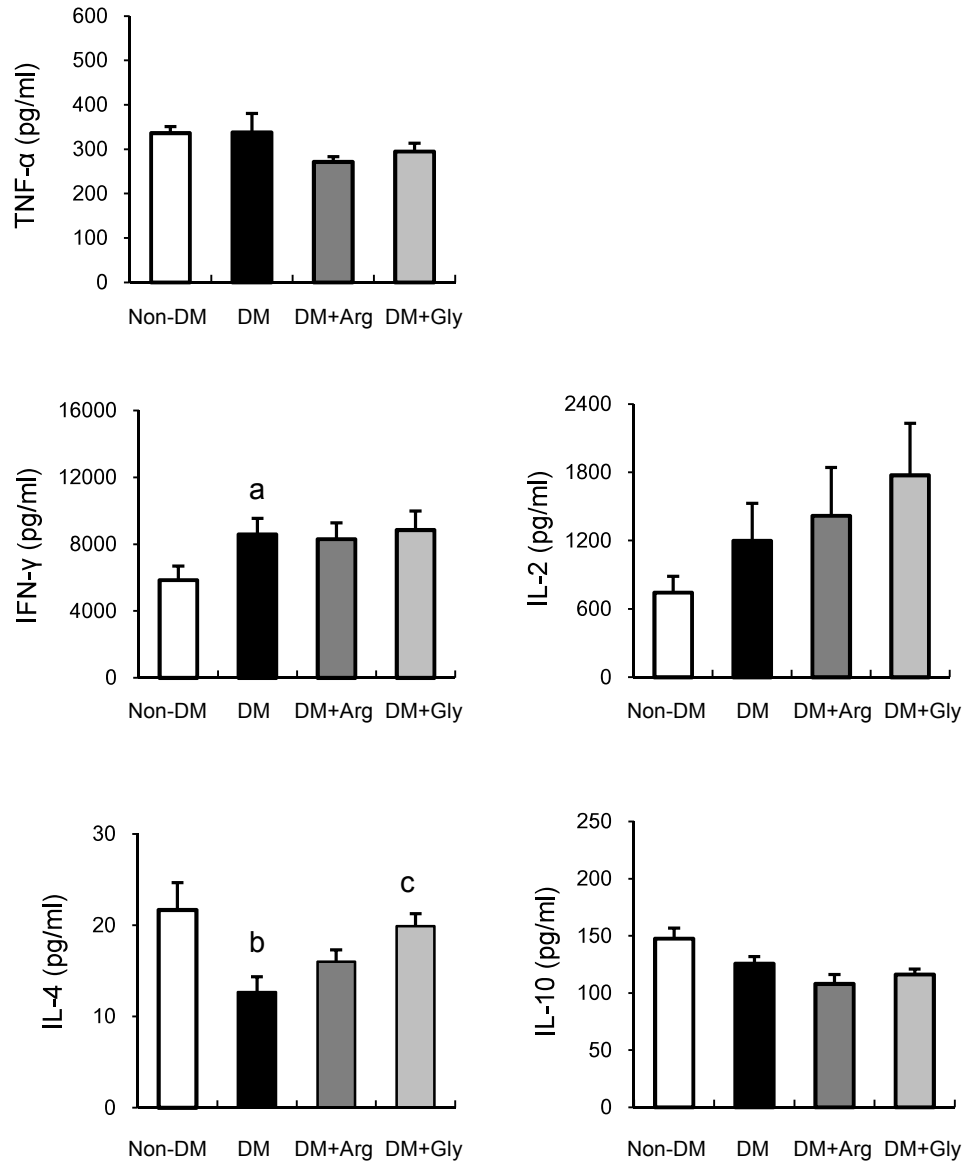 TNF-α (pg/ml)
600
500
400
300
200
100
0
Non-DM DM DM+Arg DM+Gly
IFN-γ (pg/ml)
16000
12000
8000
4000
0
a
Non-DM DM DM+Arg DM+Gly
IL-2 (pg/ml)
2400
1800
1200
600
0
Non-DM DM DM+Arg DM+Gly
IL-4 (pg/ml)
30
20
10
0
b
c
Non-DM DM DM+Arg DM+Gly
IL-10 (pg/ml)
250
200
150
100
50
0
Non-DM DM DM+Arg DM+Gly